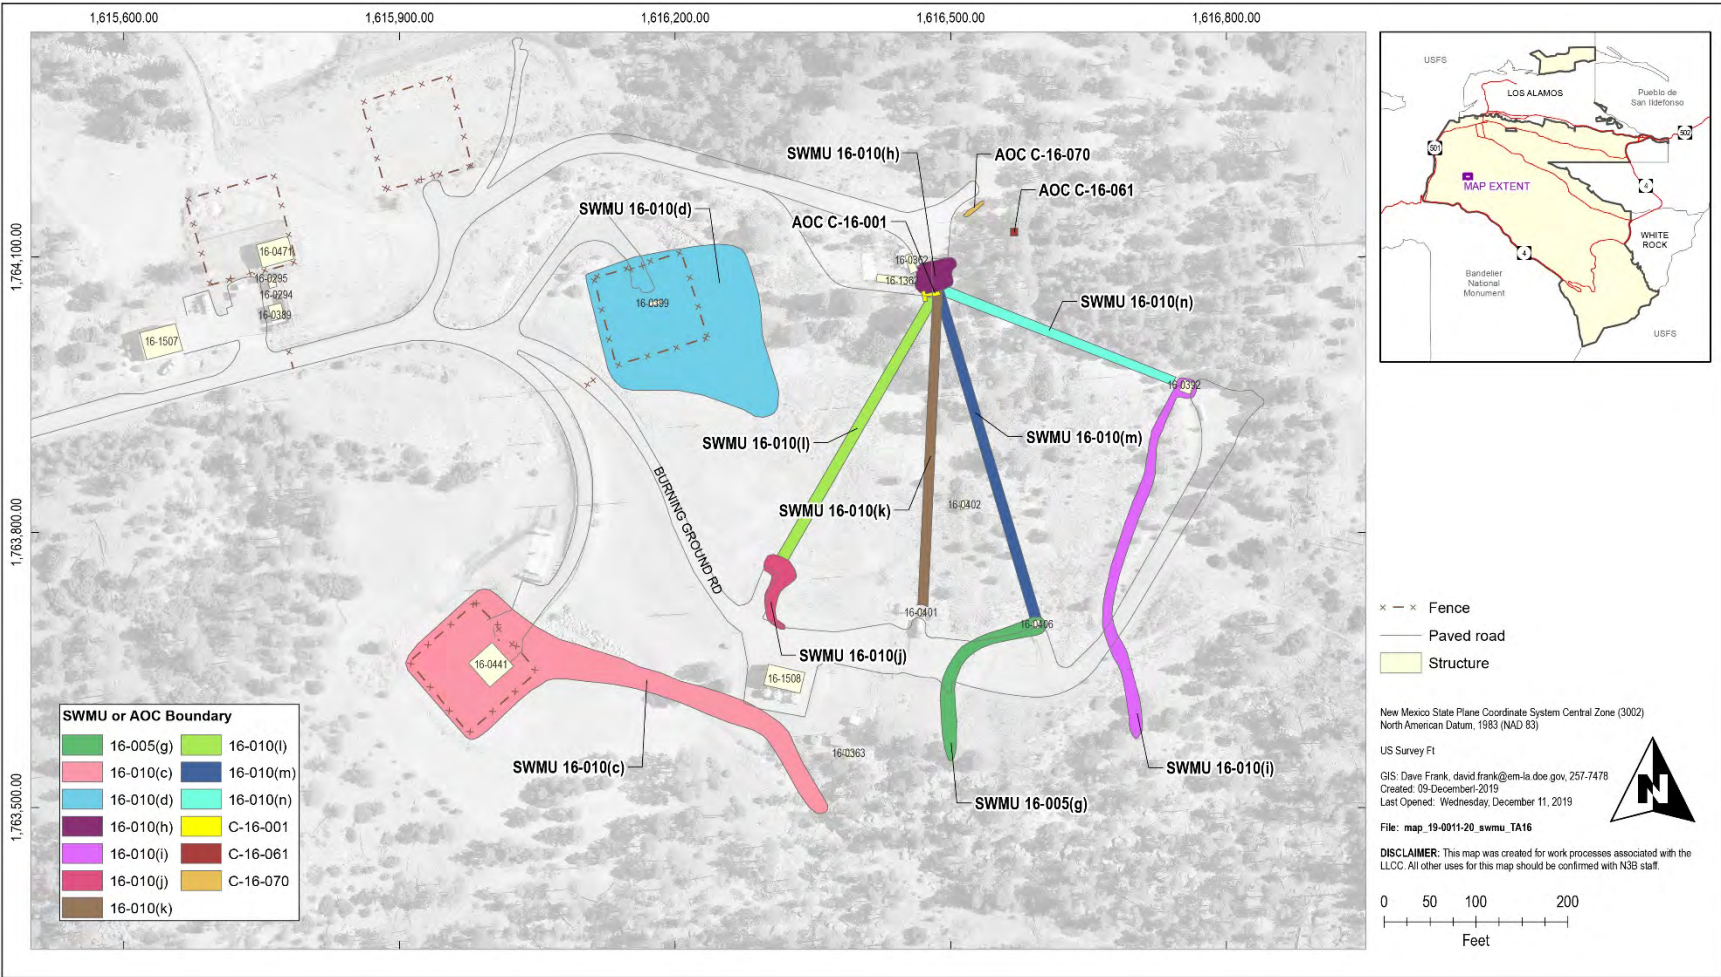 1,615,600.00
1,615,900.00
1,616,200.00
1,616,500.00
1,616,800.00
1,764,100.00
1,763,800.00
1,763,500.00
SWMU 16-010(h)
AOC C-16-070
AOC C-16-061
SWMU 16-010(d)
AOC C-16-001
16-0471
16-0295
16-0294
16-0389
16-1507
16-0399
16-0362
SWMU 16-010(n)
16-0392
SWMU 16-010(l)
SWMU 16-010(m)
BURNING GROUND RD
SWMU 16-010(k)
16-0402
16-0401
16-0406
SWMU 16-010(j)
16-0441
16-1508
16-0363
SWMU 16-010(c)
SWMU 16-010(i)
SWMU 16-005(g)
SWMU or AOC Boundary
16-005(g)
16-010(c)
16-010(d)
16-010(h)
16-010(i)
16-010(j)
16-010(k)
16-010(l)
16-010(m)
16-010(n)
C-16-001
C-16-061
C-16-070
USFS
LOS ALAMOS
Pueblo de
San Ildefonso
502
501
MAP EXTENT
4
WHITE
ROCK
4
Bandelier
National
Monument
USFS
Fence
Paved road
Structure
New Mexico State Plane Coordinate System Central Zone (3002)
North American Datum, 1983 (NAD 83)
US Survey Ft
GIS: Dave Frank, david.frank@em-la.doe.gov, 257-7478
Created: 09-Decemberl-2019
Last Opened: Wednesday, December 11, 2019
N
File: map_19-0011-20_swmu_TA16
DISCLAIMER: This map was created for work processes associated with the
LLCC. All other uses for this map should be confirmed with N3B staff.
0 50 100 200
Feet